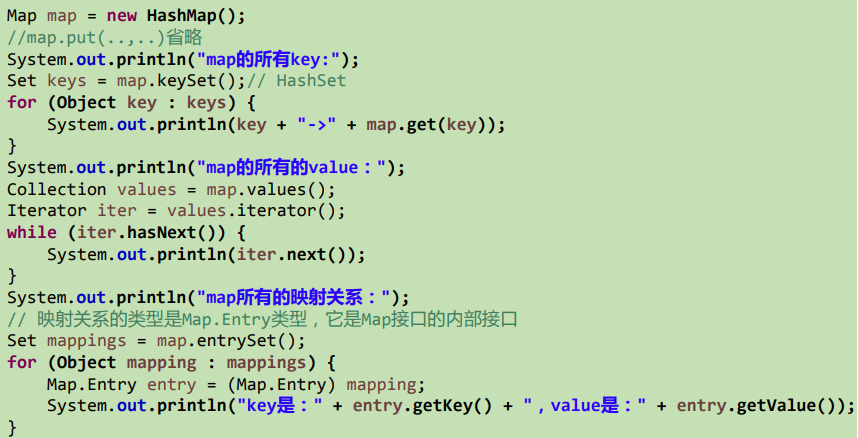 Map map = new HashMap();
//map.put(..,..)省略
System.out.println("map的所有key:");
Set keys = map.keySet();// HashSet
for (Object key : keys) {
    System.out.println(key + "->" + map.get(key));
}
System.out.println("map的所有的value：");
Collection values = map.values();
Iterator iter = values.iterator();
while (iter.hasNext()) {
    System.out.println(iter.next());
}
System.out.println("map所有的映射关系：");
// 映射关系的类型是Map.Entry类型，它是Map接口的内部接口
Set mappings = map.entrySet();
for (Object mapping : mappings) {
    Map.Entry entry = (Map.Entry) mapping;
    System.out.println("key是：" + entry.getKey() + "，value是：" + entry.getValue());
}